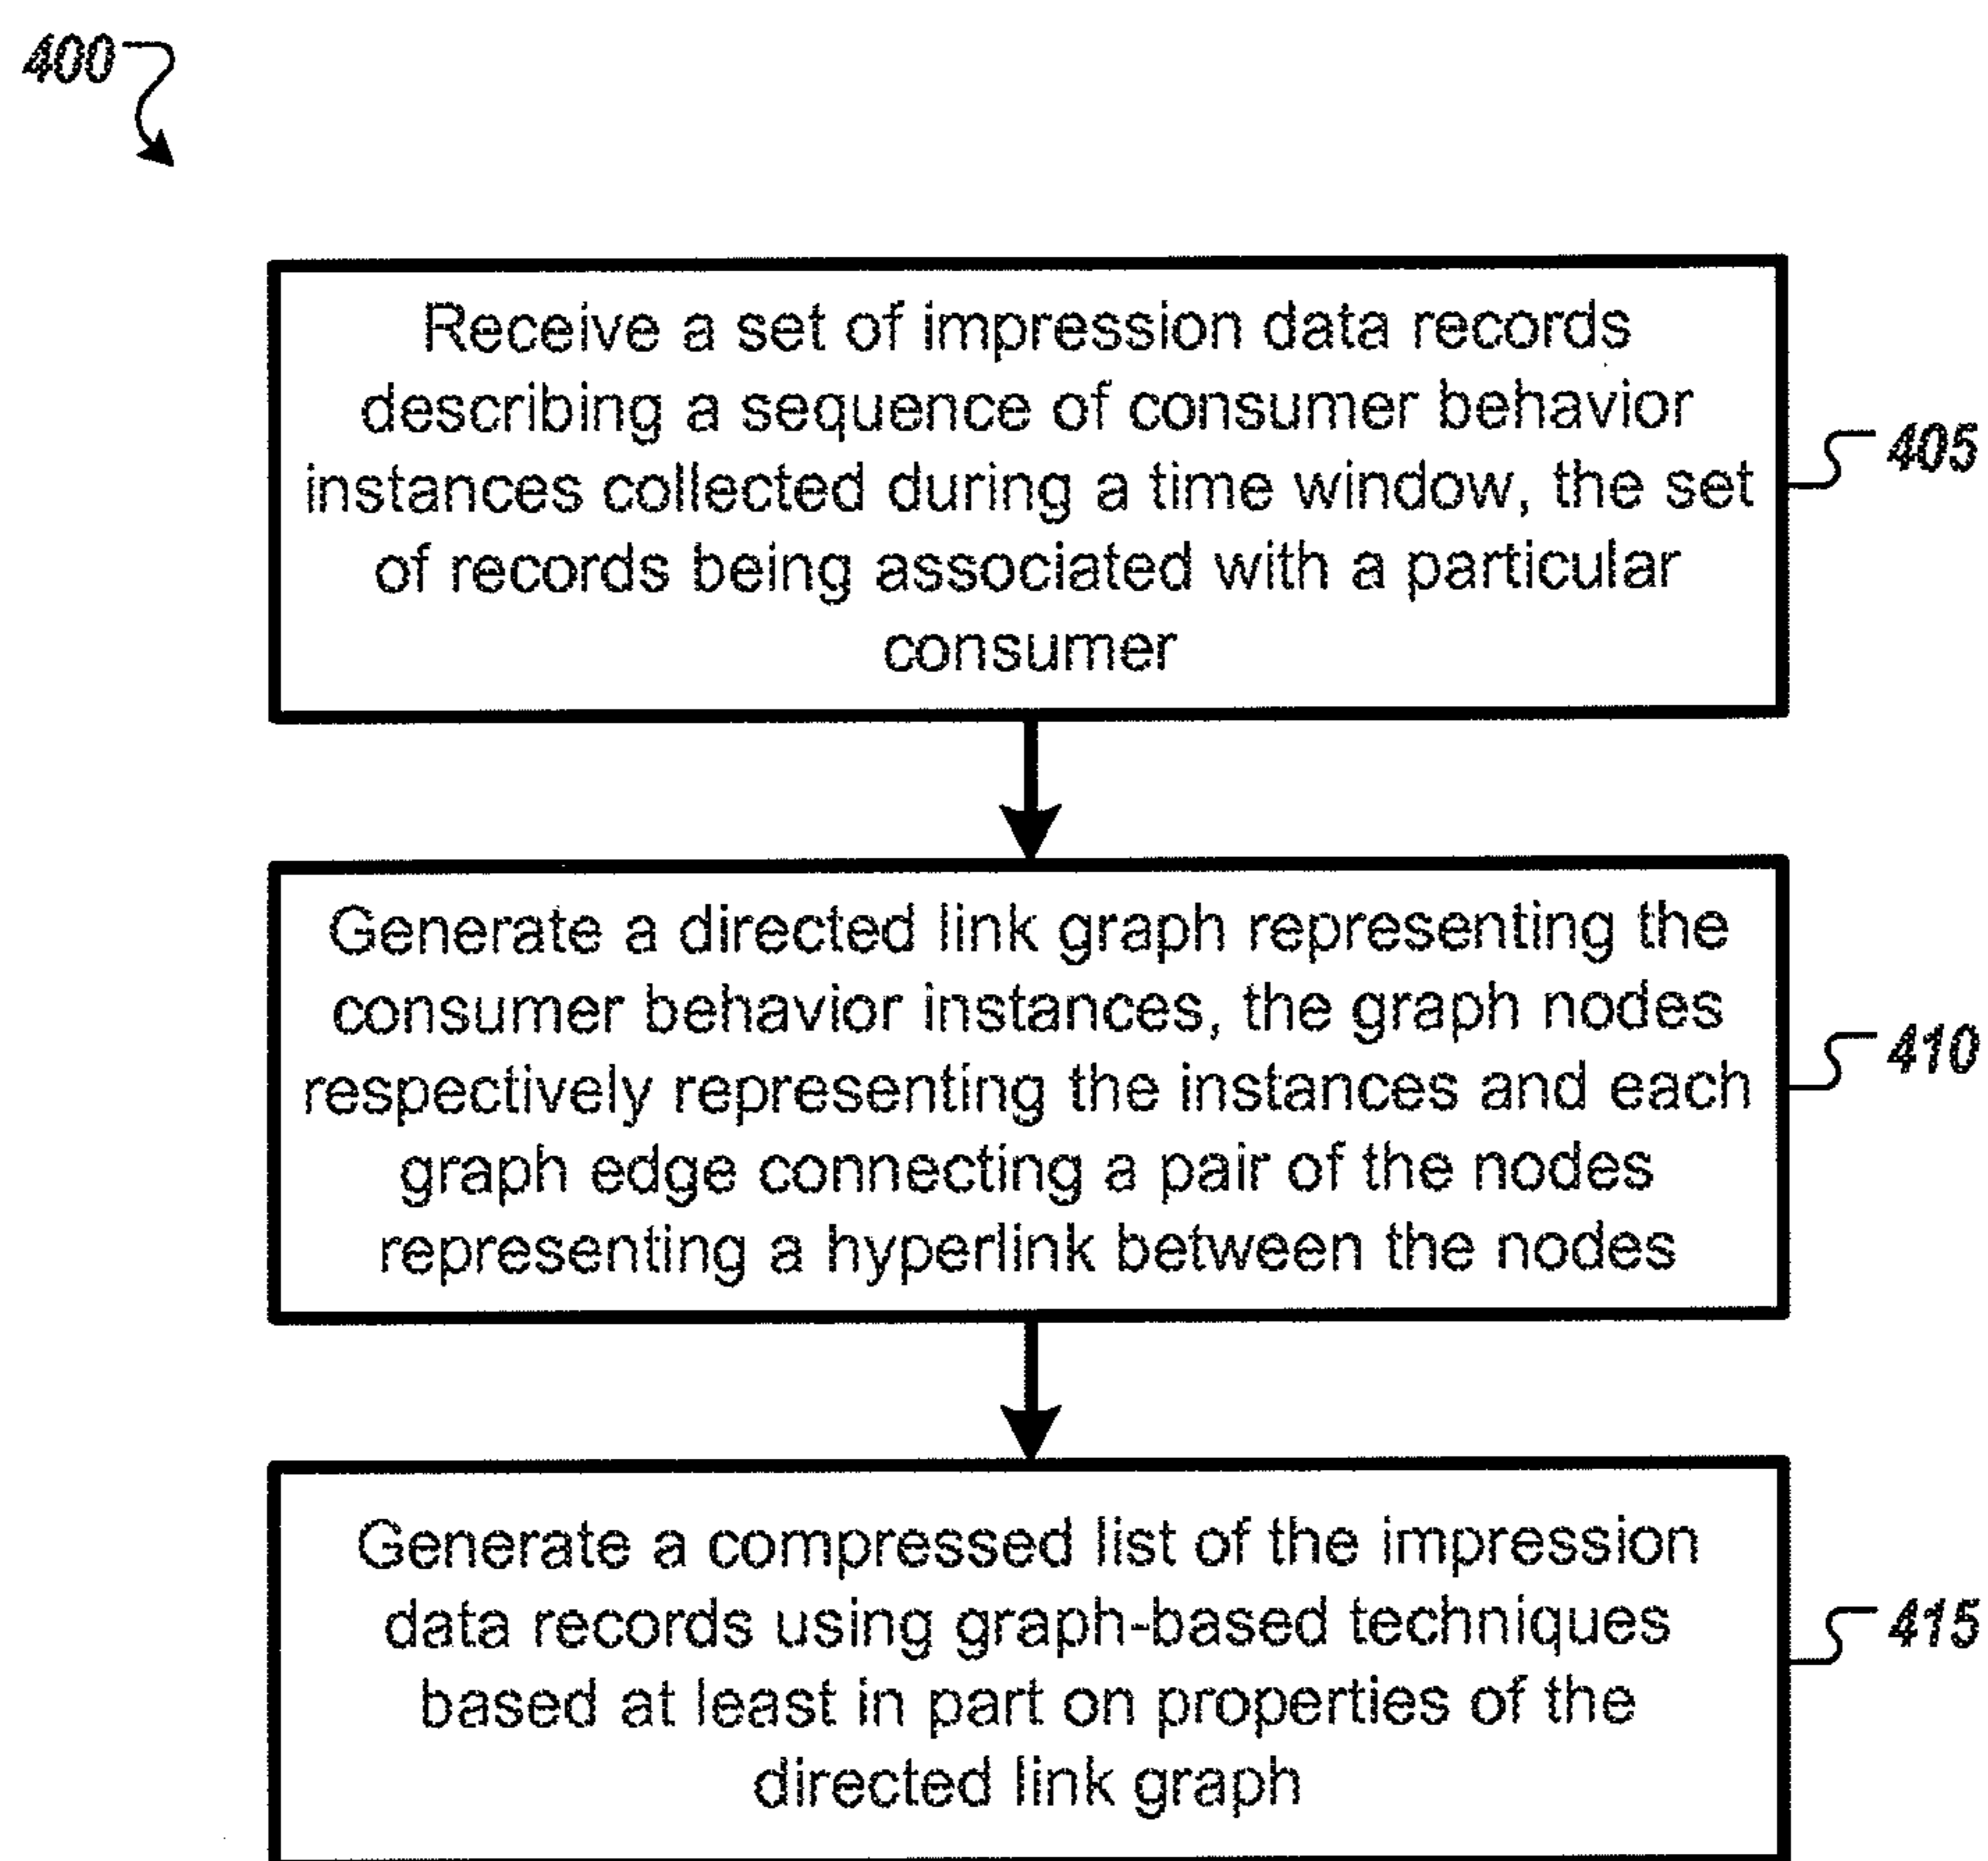 400
Receive a set of impression data records
describing a sequence of consumer behavior
instances collected during a time window, the set
of records being associated with a particular
consumer
405
Generate a directed link graph representing the
consumer behavior instances, the graph nodes
respectively representing the instances and each
graph edge connecting a pair of the nodes
representing a hyperlink between the nodes
410
Generate a compressed list of the impression
data records using graph-based techniques
based at least in part on properties of the
directed link graph
415